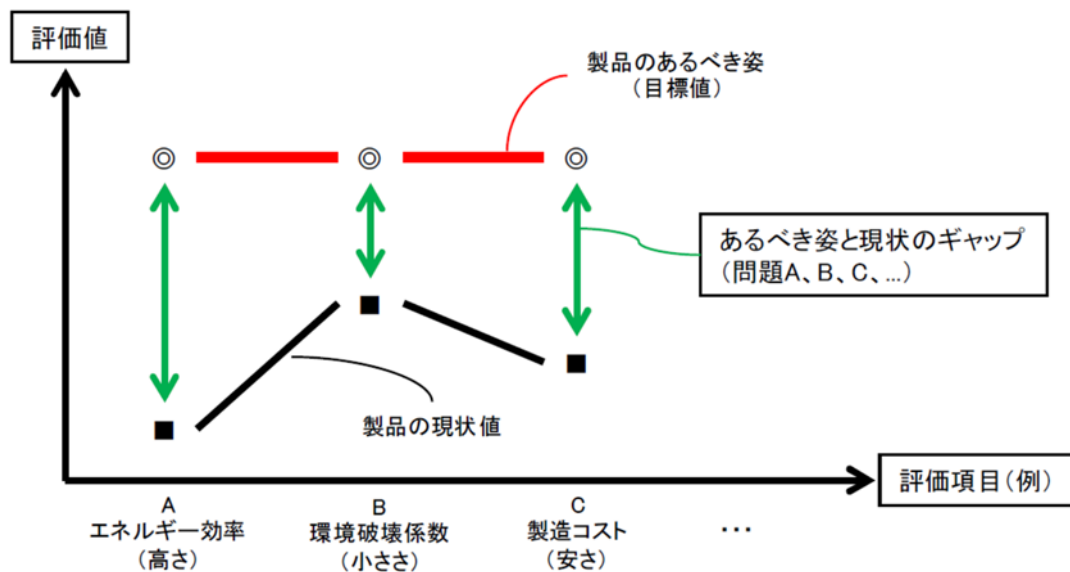 評価値
製品のあるべき姿
（目標値）
◎ ◎ ◎
あるべき姿と現状のギャップ
（問題A、B、C、…）
製品の現状値
評価項目（例）
A
エネルギー効率
（高さ）
B
環境破壊係数
（小ささ）
C
製造コスト
（安さ）
…